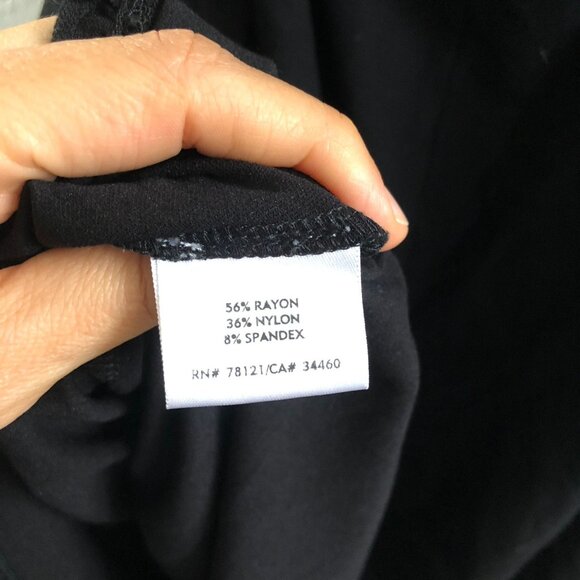 56% RAYON
36% NYLON
8% SPANDEX
RN# 78121/CA# 34460